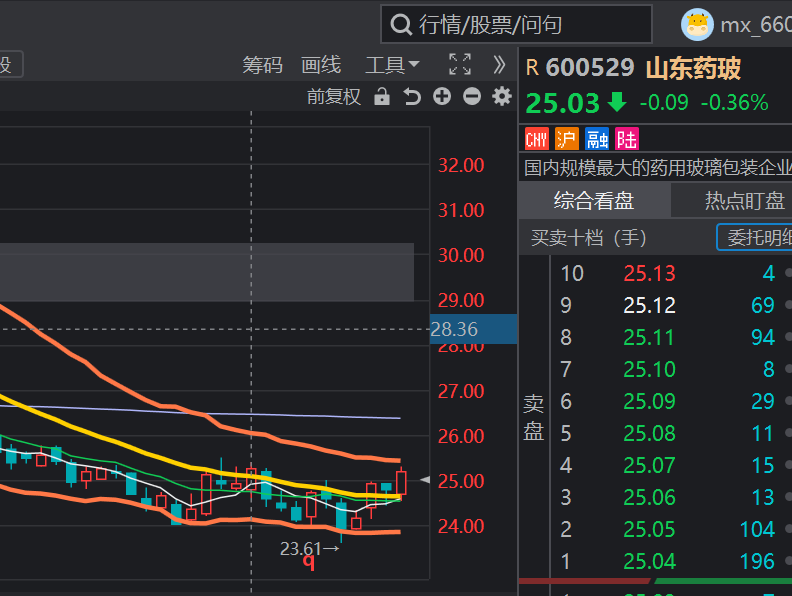 行情/股票/问句
mx_660
设
筹码 画线 工具
前复权
R 600529 山东药玻
25.03 -0.09 -0.36%
CNY 沪 融 陆
国内规模最大的药用玻璃包装企业
综合看盘 热点盯盘
买卖十档（手） 委托明细
卖盘
10 25.13 4
9 25.12 69
8 25.11 94
7 25.10 8
6 25.09 29
5 25.08 11
4 25.07 15
3 25.06 13
2 25.05 104
1 25.04 196
32.00
31.00
30.00
29.00
28.36
28.00
27.00
26.00
25.00
24.00
23.61→
q